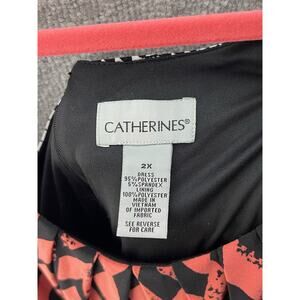 CATHERINES®
2X
DRESS
95%POLYESTER
5%SPANDEX
LINING
100%POLYESTER
MADE IN
VIETNAM
OF IMPORTED
FABRIC
SEE REVERSE
FOR CARE